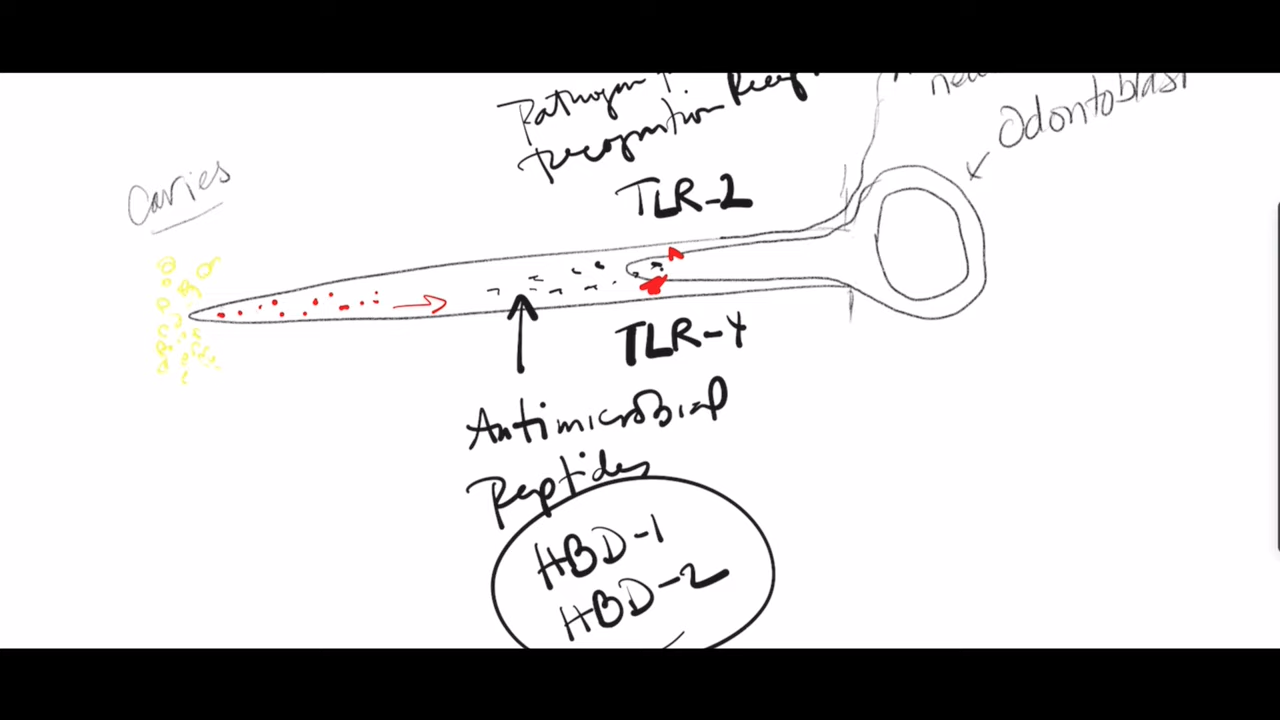 Pathogen
Recognition Recep
Odontoblast
Caries
TLR-2
TLR-4
Antimicrobial
Peptides
HBD-1
HBD-2